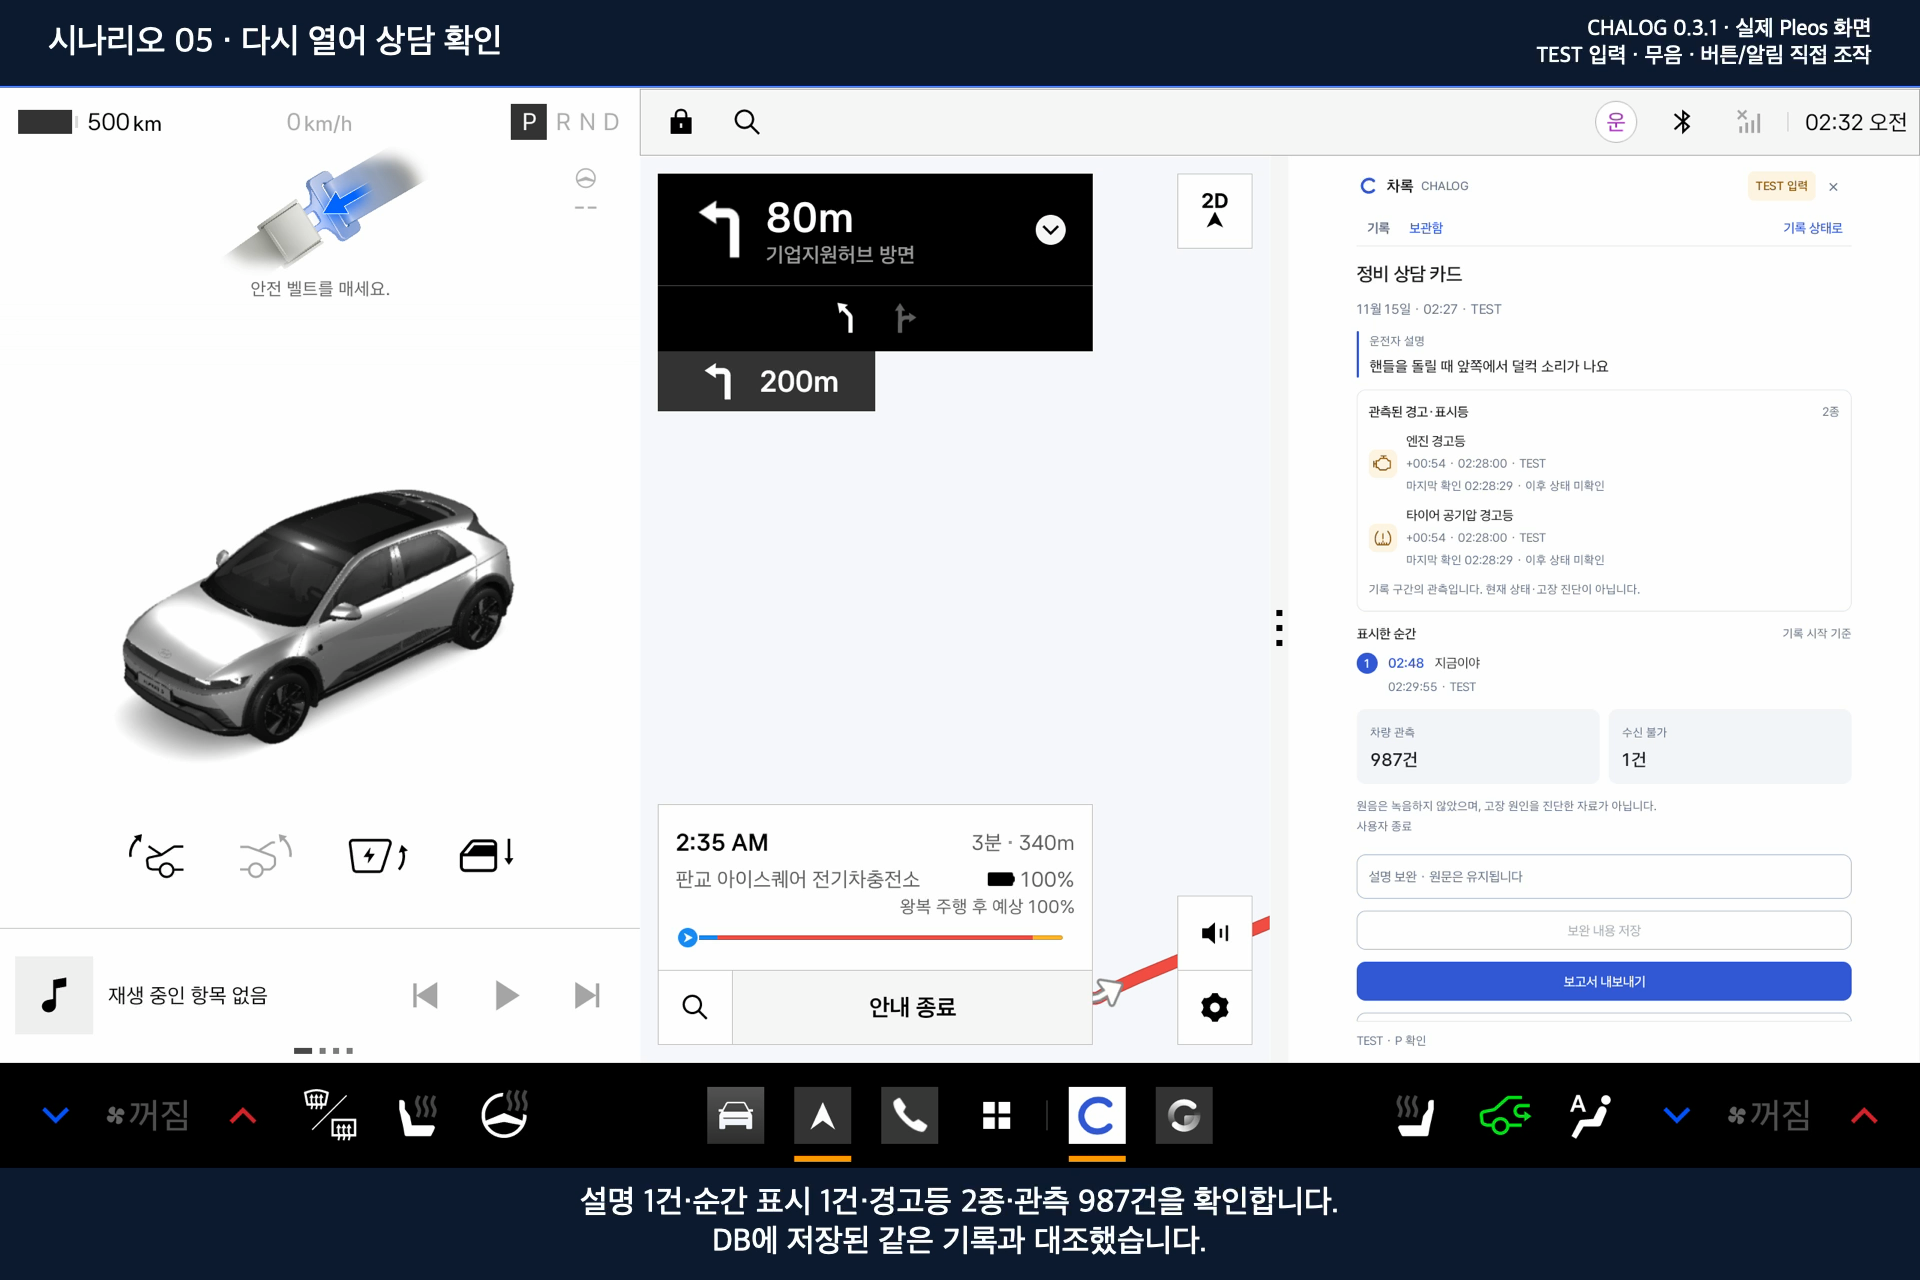 시나리오 05 · 다시 열어 상담 확인
CHALOG 0.3.1 · 실제 Pleos 화면
TEST 입력 · 무음 · 버튼/알림 직접 조작
500 km
0 km/h
P R N D
안전 벨트를 매세요.
재생 중인 항목 없음
운
02:32 오전
80m
기업지원허브 방면
200m
2D
2:35 AM
3분 · 340m
판교 아이스퀘어 전기차충전소
100%
왕복 주행 후 예상 100%
안내 종료
차록 CHALOG
TEST 입력
기록 보관함
기록 상태로
정비 상담 카드
11월 15일 · 02:27 · TEST
운전자 설명
핸들을 돌릴 때 앞쪽에서 덜컥 소리가 나요
관측된 경고·표시등
2종
엔진 경고등
+00:54 · 02:28:00 · TEST
마지막 확인 02:28:29 · 이후 상태 미확인
타이어 공기압 경고등
+00:54 · 02:28:00 · TEST
마지막 확인 02:28:29 · 이후 상태 미확인
기록 구간의 관측입니다. 현재 상태·고장 진단이 아닙니다.
표시한 순간
기록 시작 기준
1 02:48 지금이야
02:29:55 · TEST
차량 관측
987건
수신 불가
1건
원음은 녹음하지 않았으며, 고장 원인을 진단한 자료가 아닙니다.
사용자 종료
설명 보완 · 원문은 유지됩니다
보완 내용 저장
보고서 내보내기
TEST · P 확인
꺼짐
A
꺼짐
설명 1건·순간 표시 1건·경고등 2종·관측 987건을 확인합니다.
DB에 저장된 같은 기록과 대조했습니다.